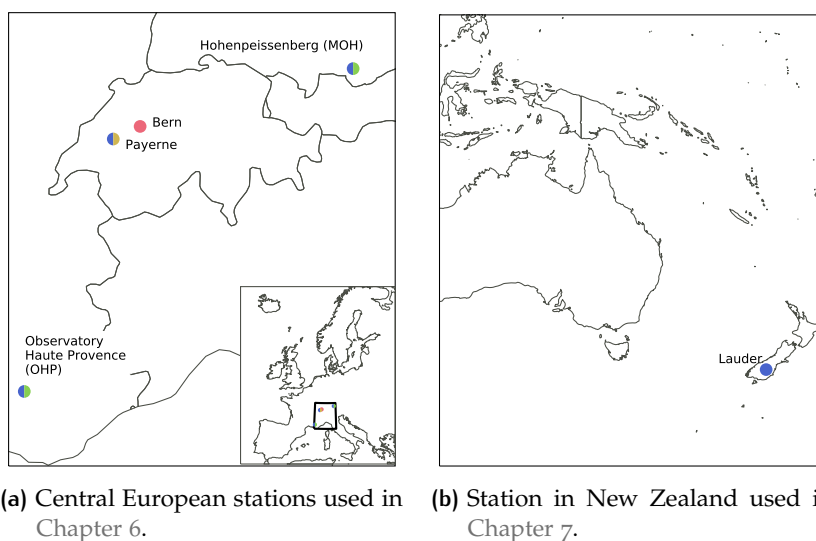 Hohenpeissenberg (MOH)
Bern
Payerne
Observatory
Haute Provence
(OHP)
Lauder
(a) Central European stations used in
Chapter 6.
(b) Station in New Zealand used i
Chapter 7.